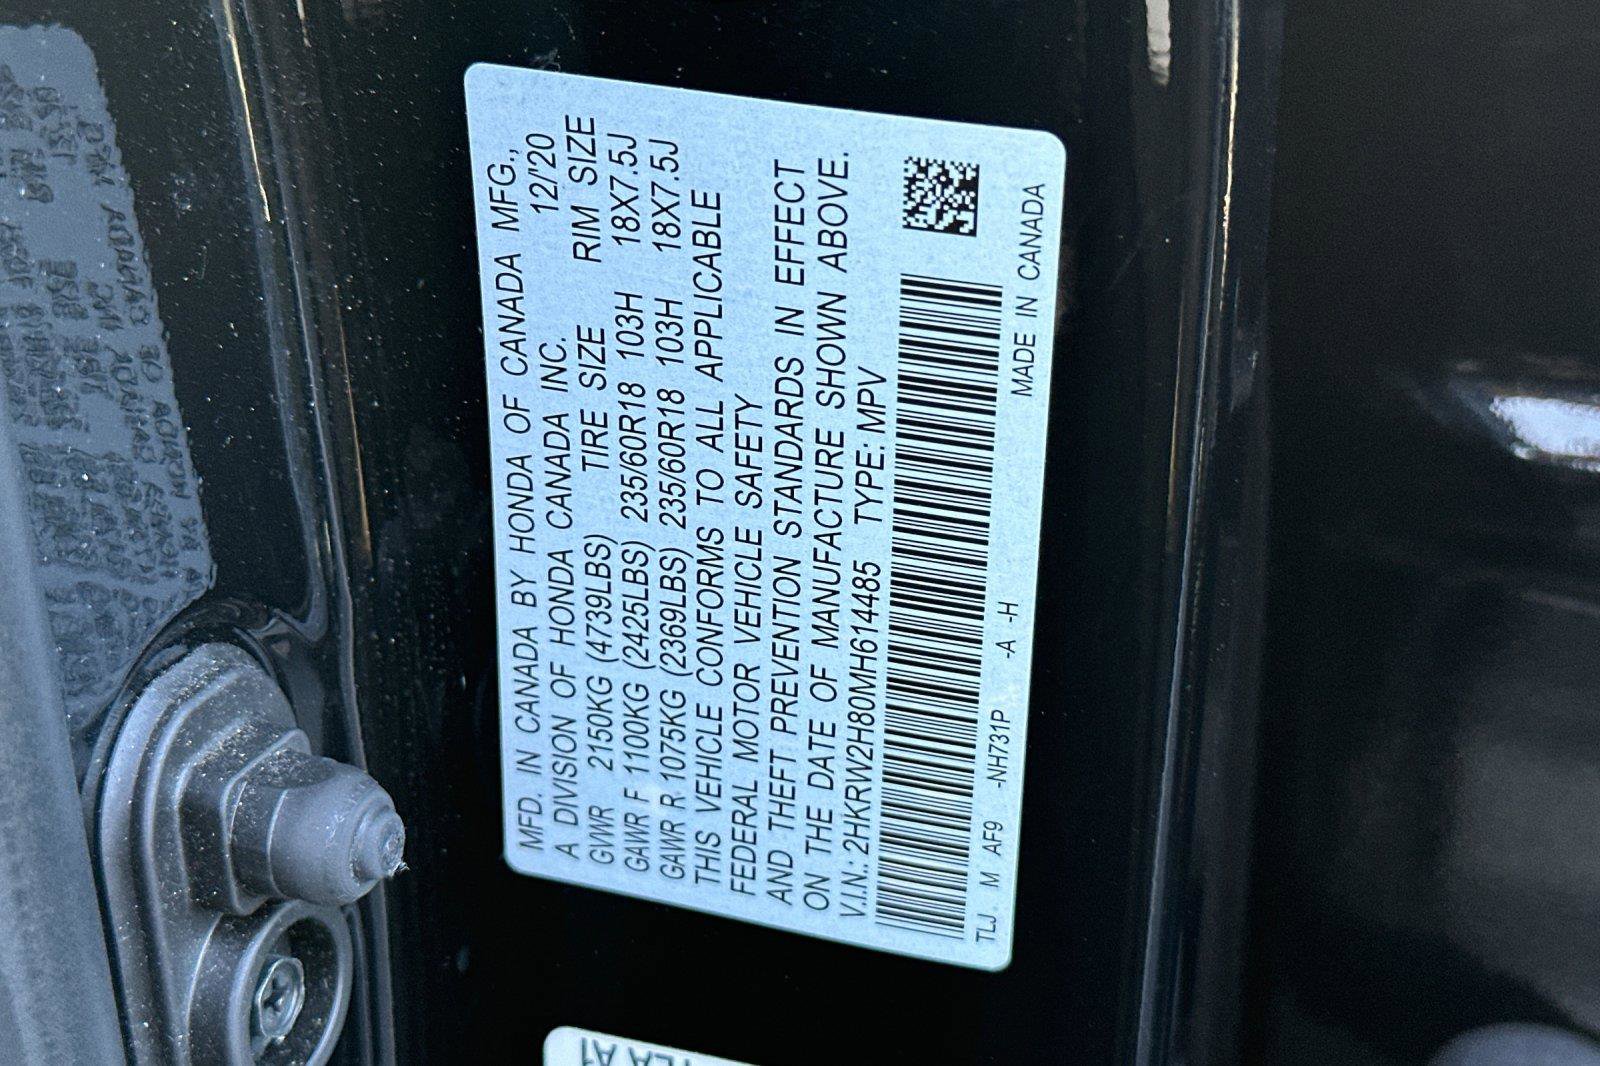 MFD. IN CANADA BY HONDA OF CANADA MFG.,
A DIVISION OF HONDA CANADA INC. 12/'20
GVWR 2150KG (4739LBS) TIRE SIZE RIM SIZE
GAWR F 1100KG (2425LBS) 235/60R18 103H 18X7.5J
GAWR R 1075KG (2369LBS) 235/60R18 103H 18X7.5J
THIS VEHICLE CONFORMS TO ALL APPLICABLE
FEDERAL MOTOR VEHICLE SAFETY
AND THEFT PREVENTION STANDARDS IN EFFECT
ON THE DATE OF MANUFACTURE SHOWN ABOVE.
V.I.N.: 2HKRW2H80MH614485 TYPE: MPV
TLJ M AF9 -NH731P -A -H MADE IN CANADA